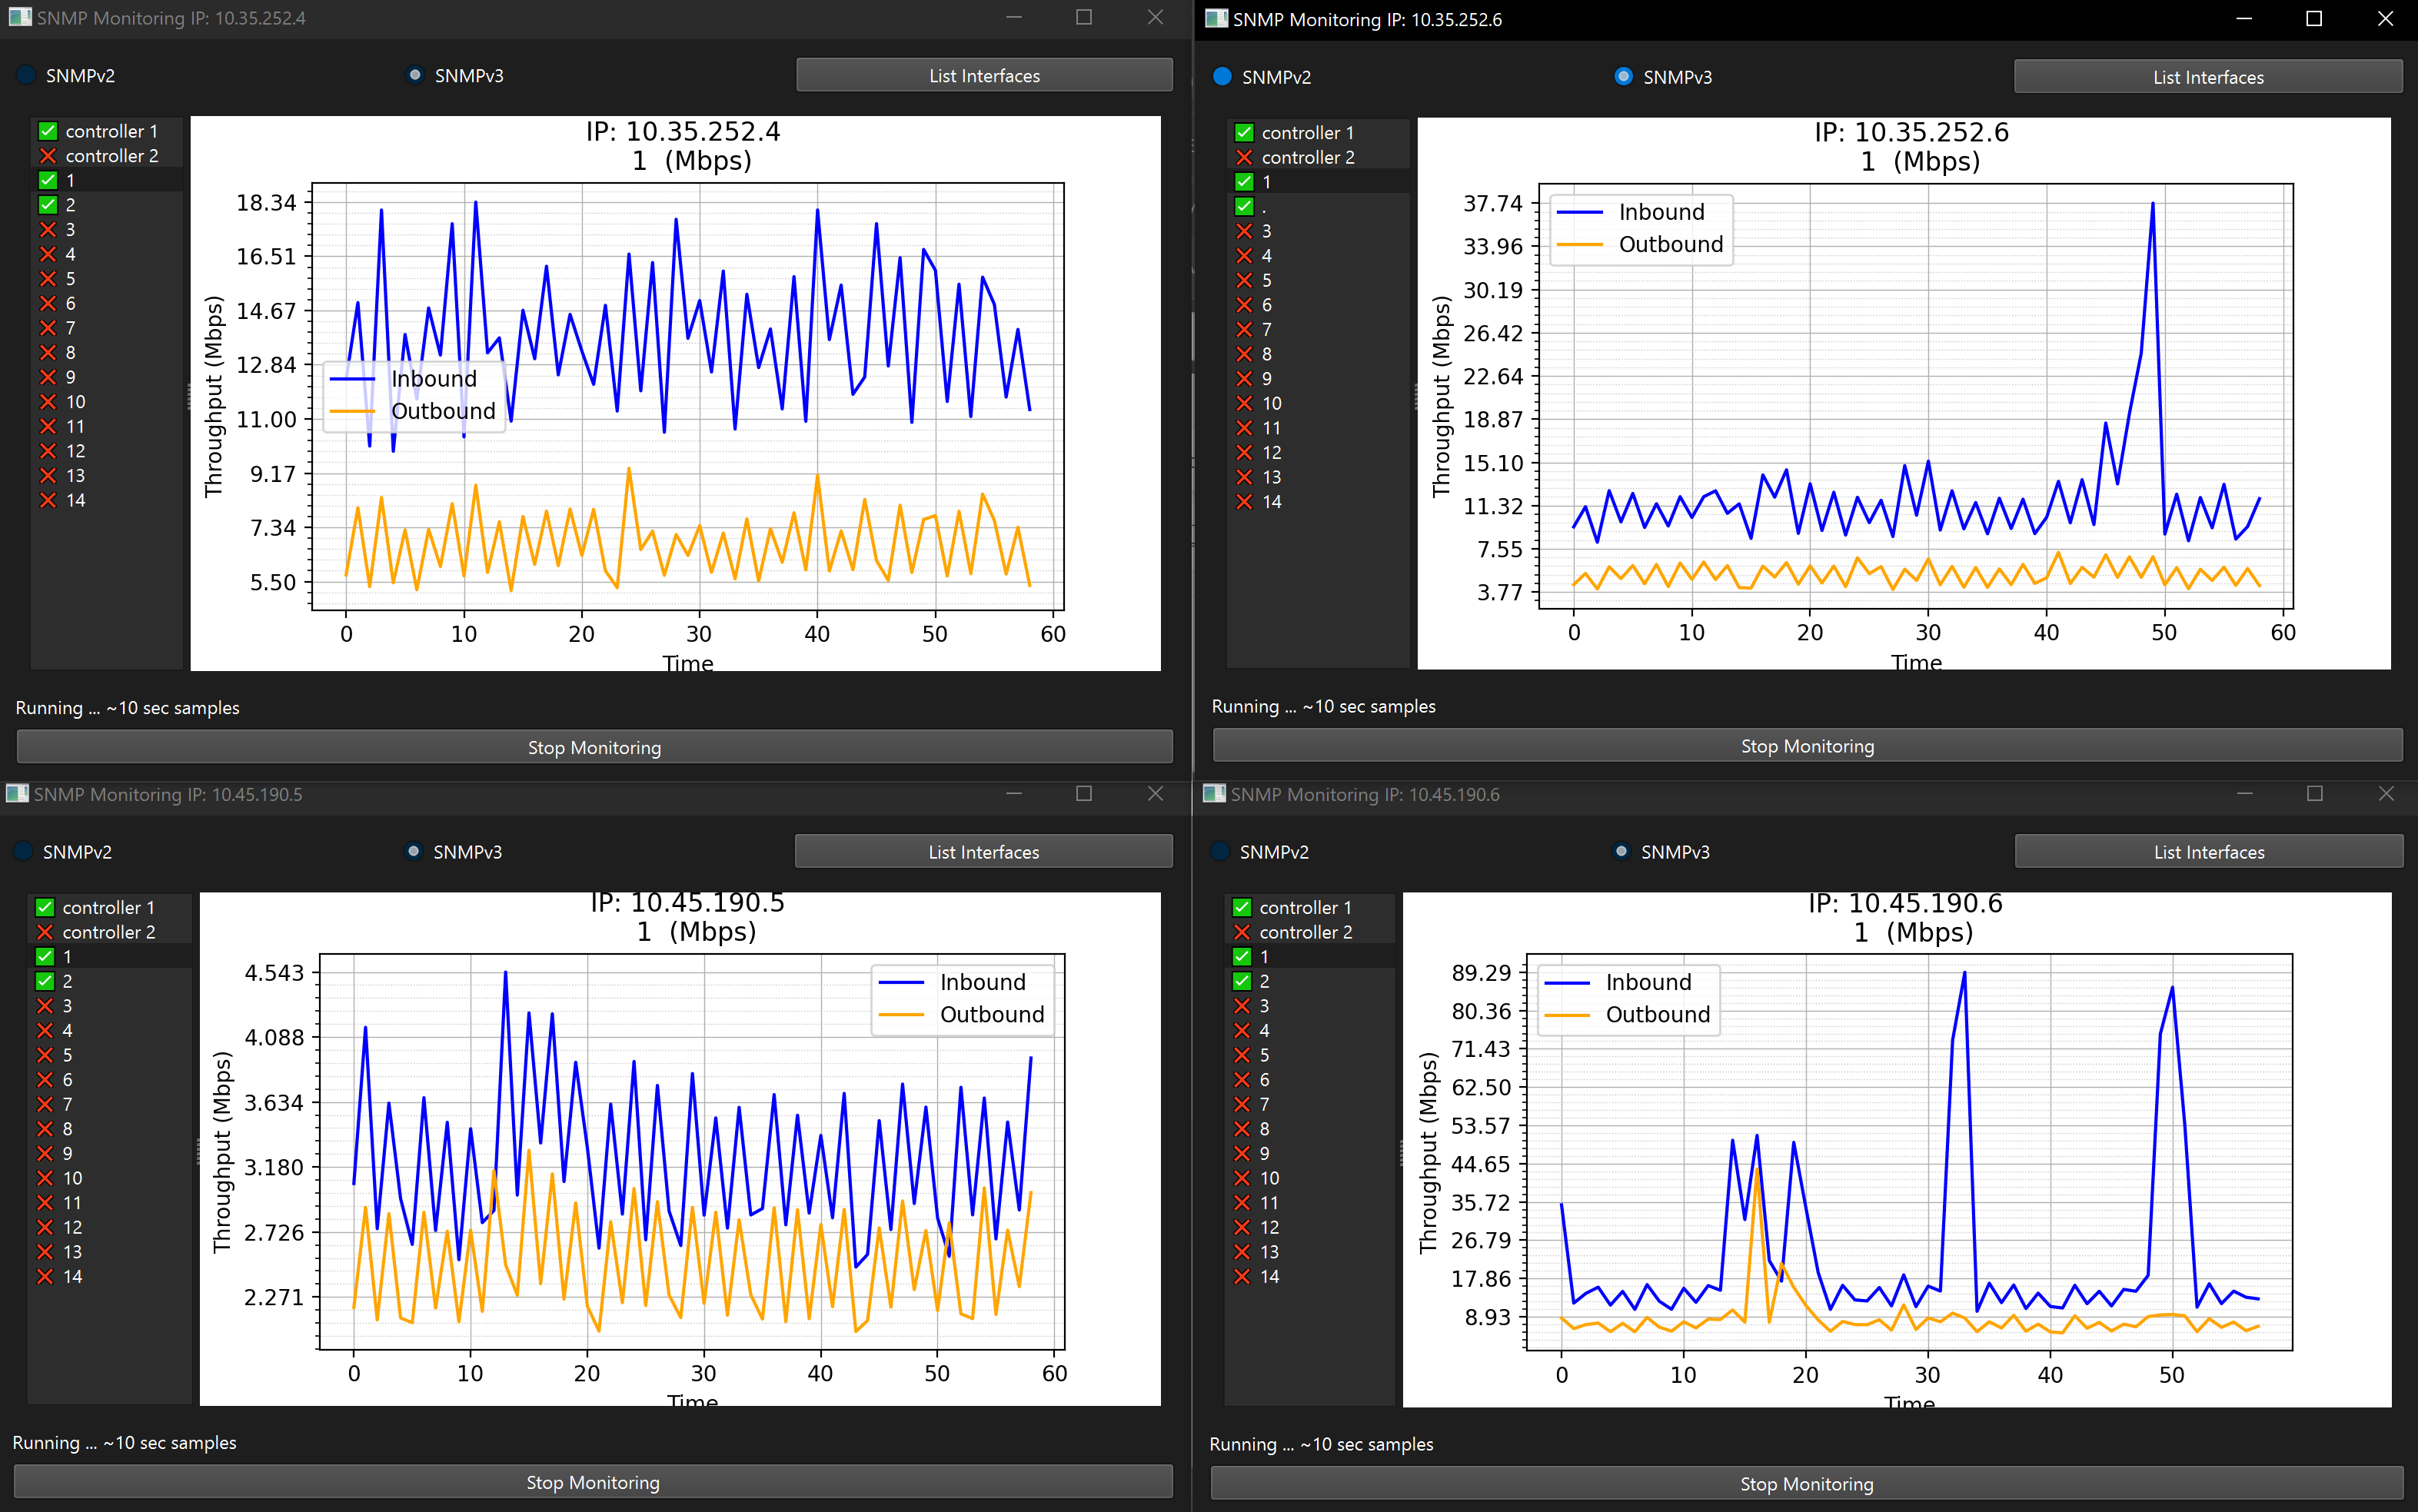 SNMP Monitoring IP: 10.35.252.4
SNMPv2
SNMPv3
List Interfaces
controller 1
controller 2
1
2
3
4
5
6
7
8
9
10
11
12
13
14
IP: 10.35.252.4
1 (Mbps)
Throughput (Mbps)
18.34
16.51
14.67
12.84
11.00
9.17
7.34
5.50
Inbound
Outbound
0 10 20 30 40 50 60
Time
Running ... ~10 sec samples
Stop Monitoring
SNMP Monitoring IP: 10.35.252.6
SNMPv2
SNMPv3
List Interfaces
controller 1
controller 2
1
.
3
4
5
6
7
8
9
10
11
12
13
14
IP: 10.35.252.6
1 (Mbps)
Throughput (Mbps)
37.74
33.96
30.19
26.42
22.64
18.87
15.10
11.32
7.55
3.77
Inbound
Outbound
0 10 20 30 40 50 60
Time
Running ... ~10 sec samples
Stop Monitoring
SNMP Monitoring IP: 10.45.190.5
SNMPv2
SNMPv3
List Interfaces
controller 1
controller 2
1
2
3
4
5
6
7
8
9
10
11
12
13
14
IP: 10.45.190.5
1 (Mbps)
Throughput (Mbps)
4.543
4.088
3.634
3.180
2.726
2.271
Inbound
Outbound
0 10 20 30 40 50 60
Time
Running ... ~10 sec samples
Stop Monitoring
SNMP Monitoring IP: 10.45.190.6
SNMPv2
SNMPv3
List Interfaces
controller 1
controller 2
1
2
3
4
5
6
7
8
9
10
11
12
13
14
IP: 10.45.190.6
1 (Mbps)
Throughput (Mbps)
89.29
80.36
71.43
62.50
53.57
44.65
35.72
26.79
17.86
8.93
Inbound
Outbound
0 10 20 30 40 50
Time
Running ... ~10 sec samples
Stop Monitoring